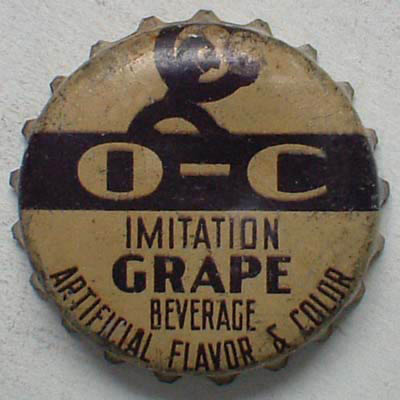 O-C
IMITATION
GRAPE
BEVERAGE
ARTIFICIAL FLAVOR & COLOR